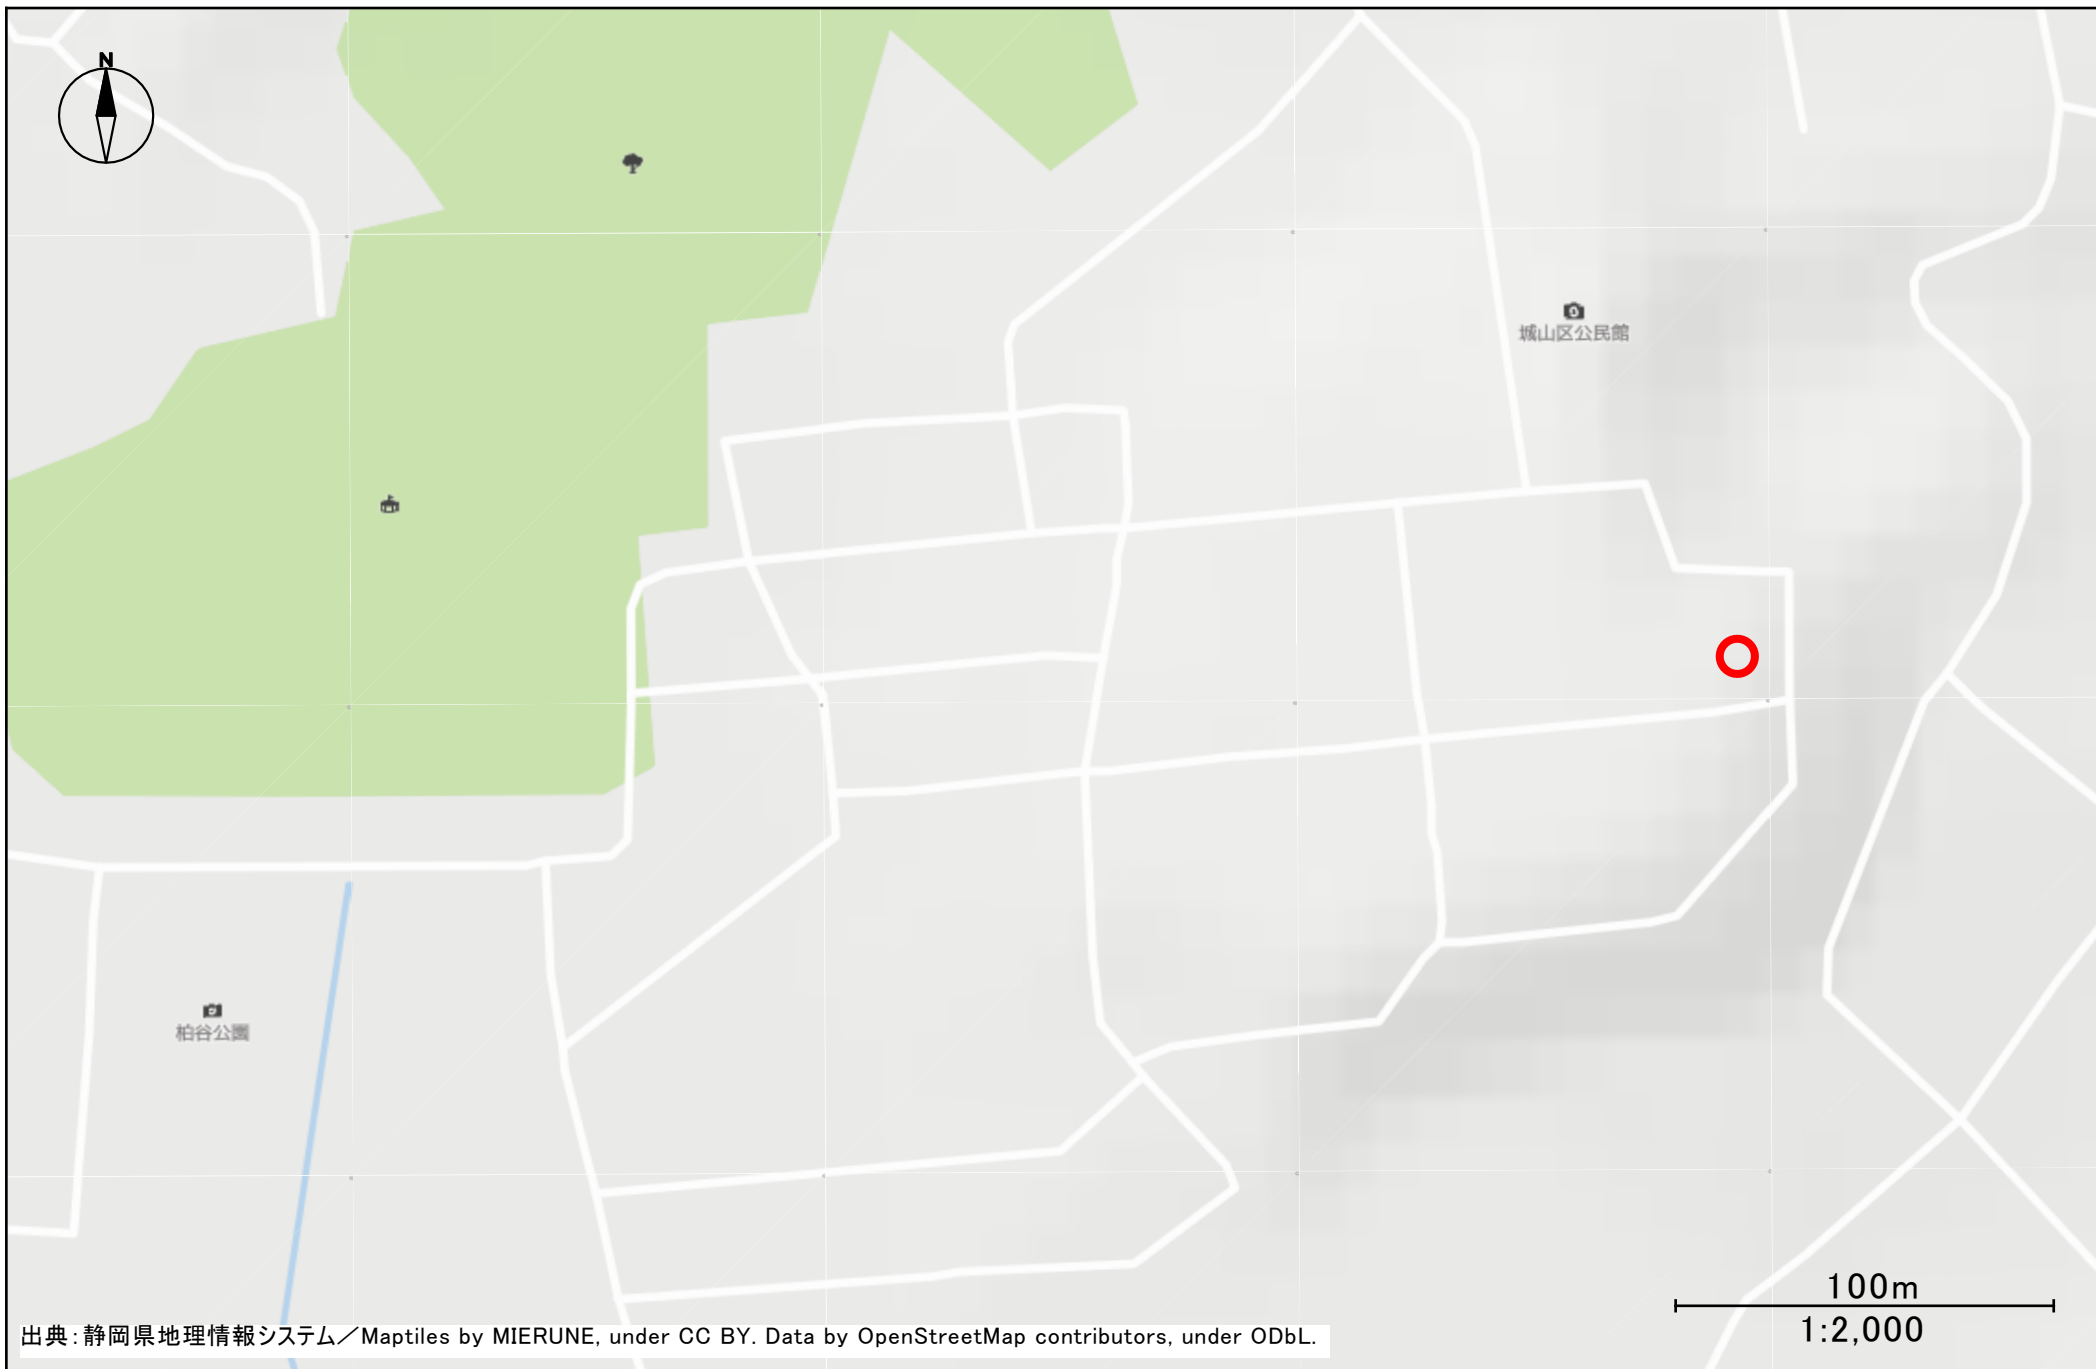 N
城山区公民館
柏谷公園
100m
1:2,000
出典：静岡県地理情報システム／Maptiles by MIERUNE, under CC BY. Data by OpenStreetMap contributors, under ODbL.